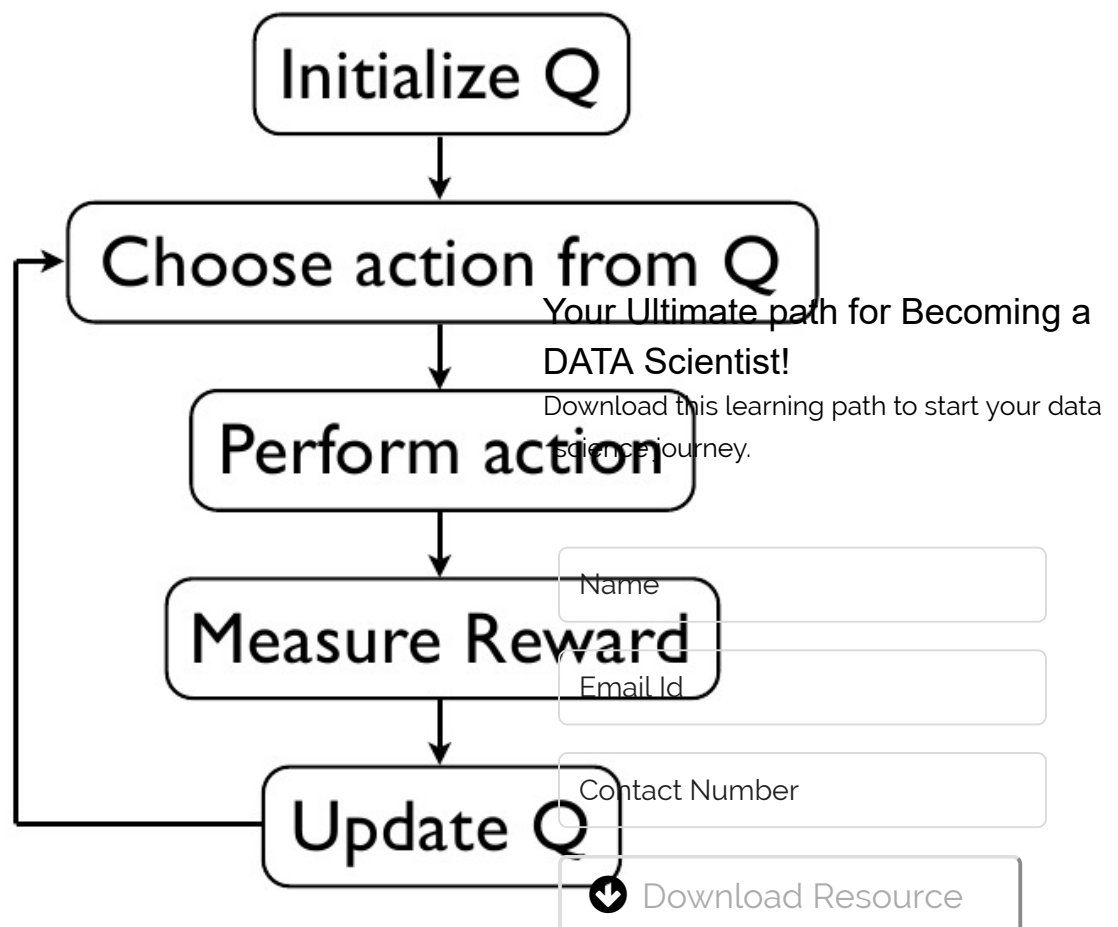 Initialize Q
Choose action from Q
Perform action
Measure Reward
Update Q
Your Ultimate path for Becoming a
DATA Scientist!
Download this learning path to start your data
science journey.
Name
Email Id
Contact Number
Download Resource